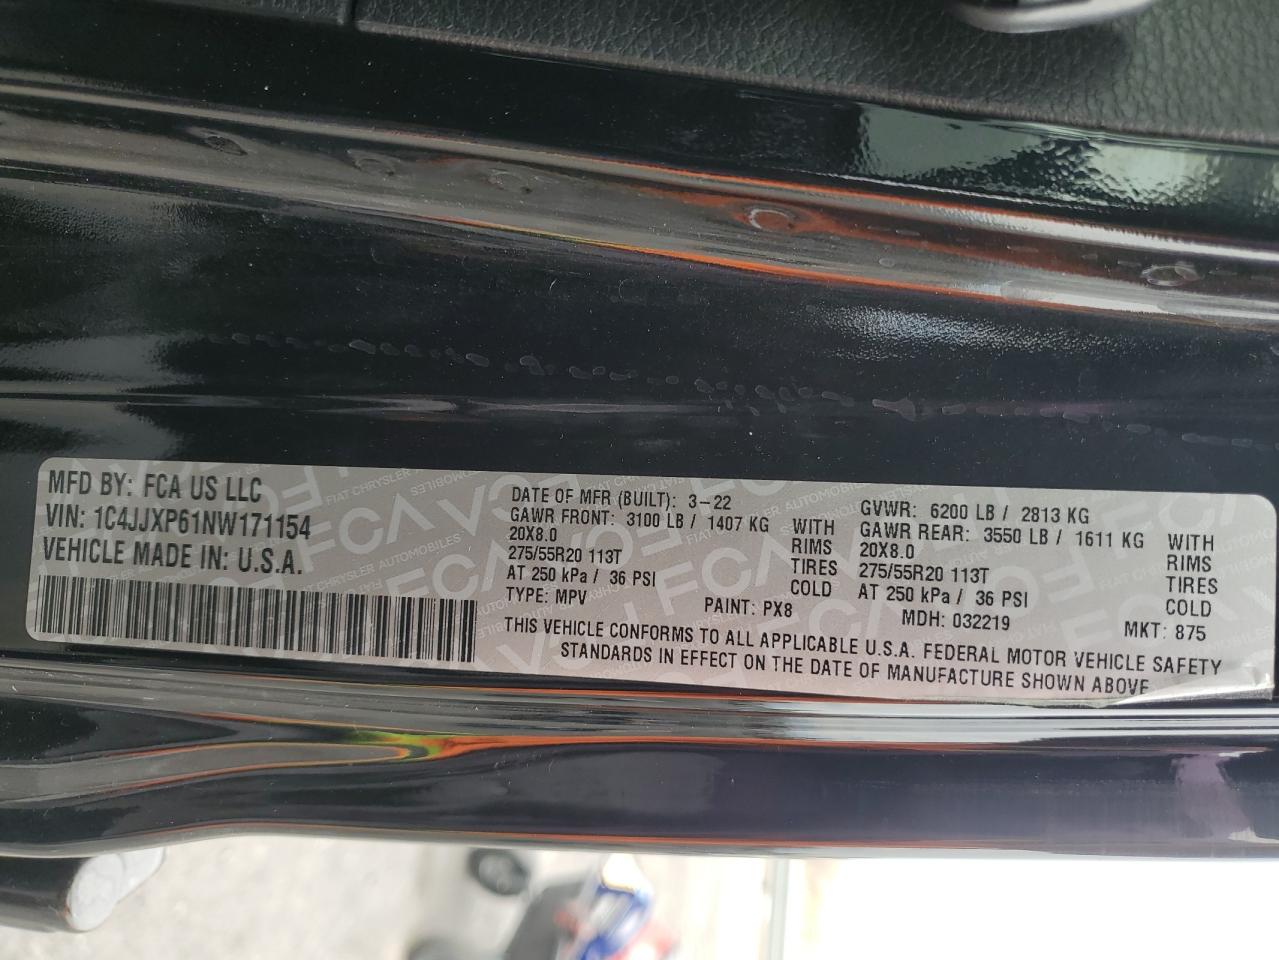 MFD BY: FCA US LLC
VIN: 1C4JJXP61NW171154
VEHICLE MADE IN: U.S.A.
DATE OF MFR (BUILT): 3-22
GAWR FRONT: 3100 LB / 1407 KG WITH
20X8.0 RIMS
275/55R20 113T TIRES
AT 250 kPa / 36 PSI COLD
TYPE: MPV PAINT: PX8
GVWR: 6200 LB / 2813 KG
GAWR REAR: 3550 LB / 1611 KG WITH
20X8.0 RIMS
275/55R20 113T TIRES
AT 250 kPa / 36 PSI COLD
MDH: 032219 MKT: 875
THIS VEHICLE CONFORMS TO ALL APPLICABLE U.S.A. FEDERAL MOTOR VEHICLE SAFETY
STANDARDS IN EFFECT ON THE DATE OF MANUFACTURE SHOWN ABOVE